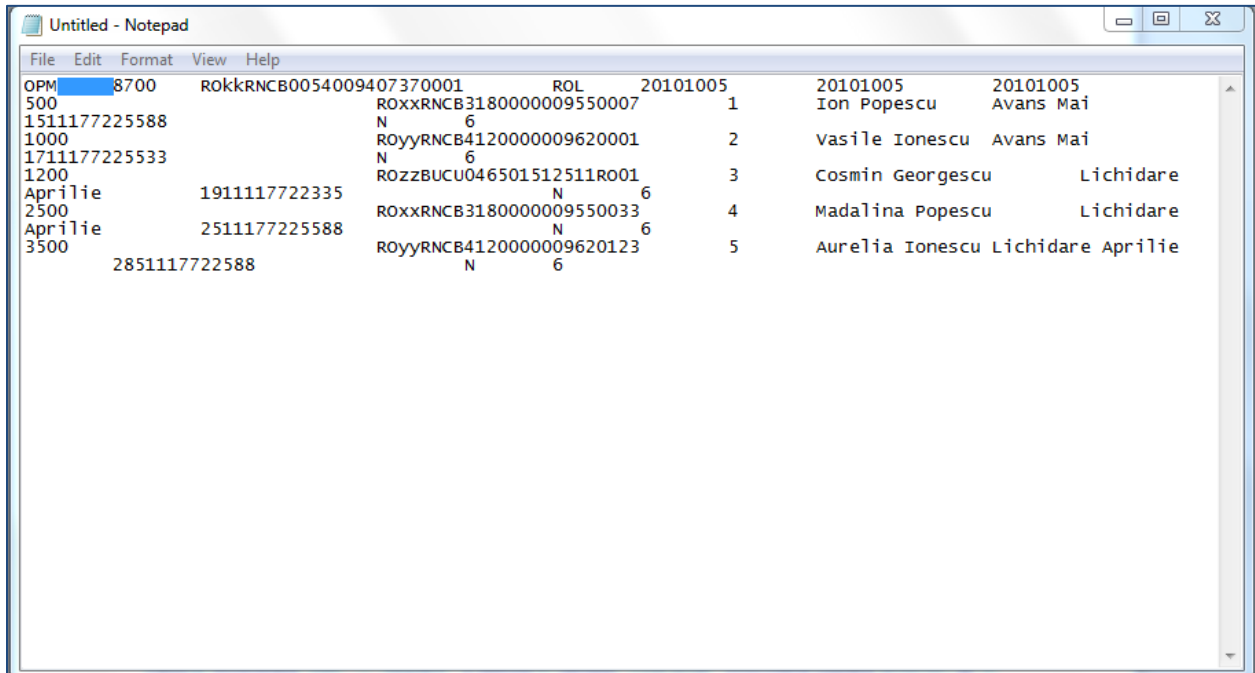 Untitled - Notepad
File Edit Format View Help
OPM 8700 ROkkRNCB0054009407370001 ROL 20101005 20101005 20101005
500 ROxxRNCB3180000009550007 1 Ion Popescu Avans Mai
1511177225588 N 6
1000 ROyyRNCB4120000009620001 2 Vasile Ionescu Avans Mai
1711177225533 N 6
1200 ROzzBUCU046501512511RO01 3 Cosmin Georgescu Lichidare
Aprilie 1911117722335 N 6
2500 ROxxRNCB3180000009550033 4 Madalina Popescu Lichidare
Aprilie 2511177225588 N 6
3500 ROyyRNCB4120000009620123 5 Aurelia Ionescu Lichidare Aprilie
2851117722588 N 6